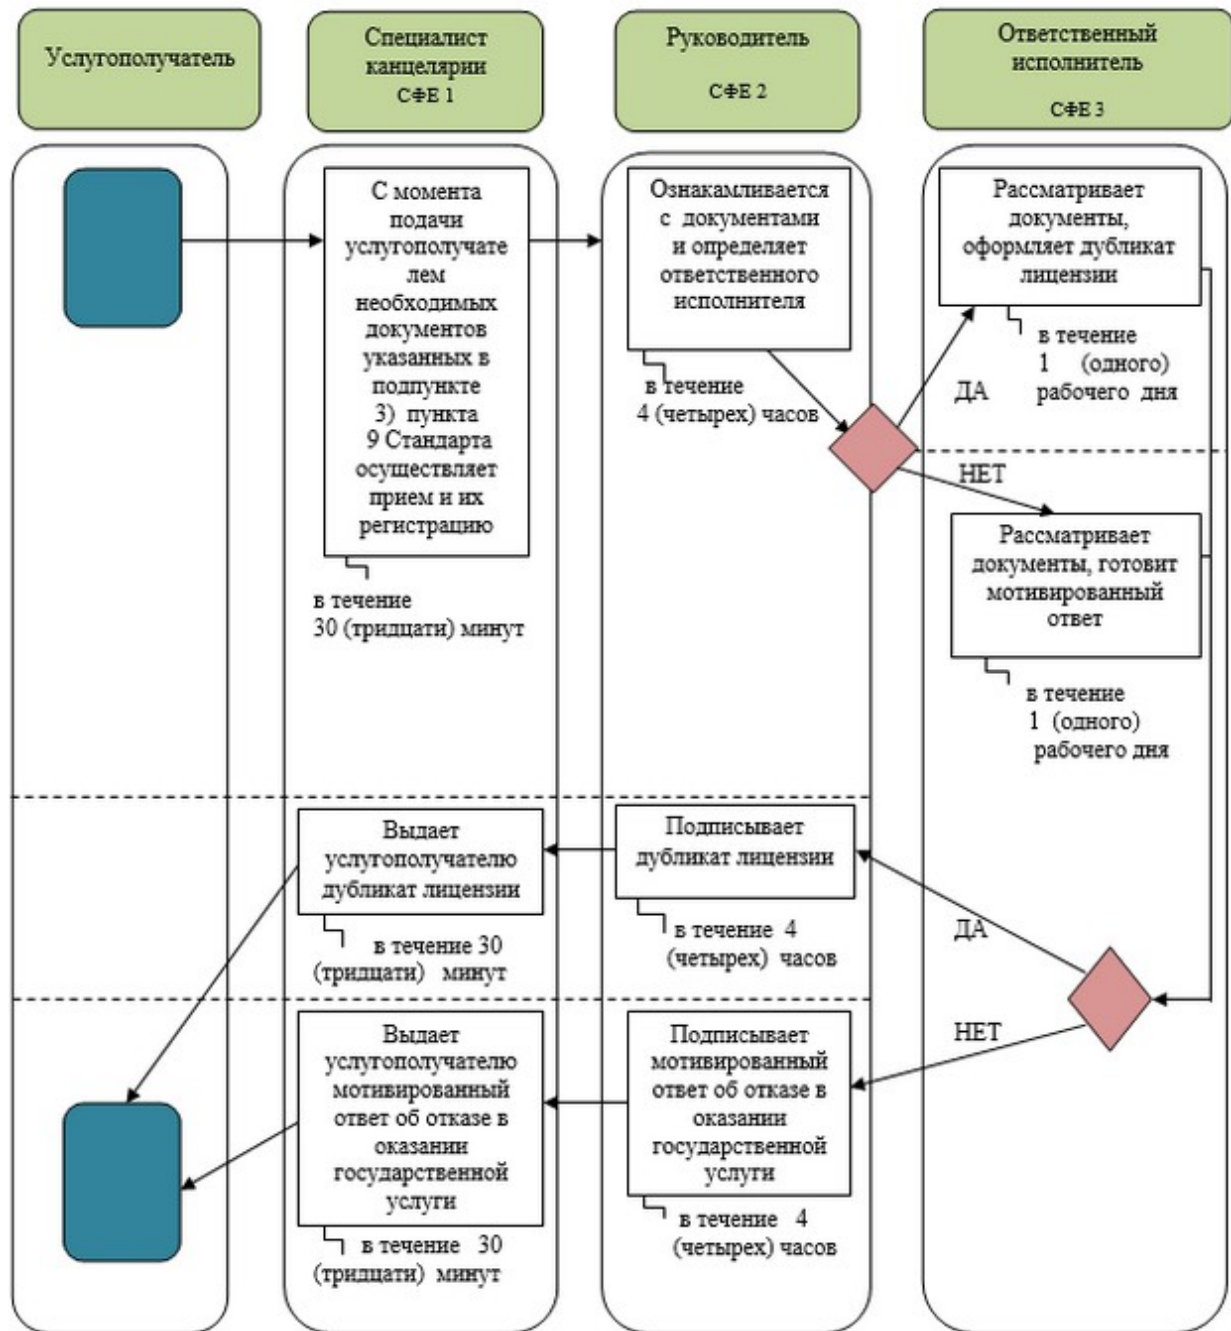 Услугополучатель
Специалист
канцелярии
СФЕ 1
Руководитель
СФЕ 2
Ответственный
исполнитель
СФЕ 3
С момента
подачи
услугополучате
лем
необходимых
документов
указанных в
подпункте
3) пункта
9 Стандарта
осуществляет
прием и их
регистрацию
в течение
30 (тридцати) минут
Ознакамливается
с документами
и определяет
ответственного
исполнителя
в течение
4 (четырех) часов
Рассматривает
документы,
оформляет дубликат
лицензии
в течение
1 (одного)
рабочего дня
ДА
НЕТ
Рассматривает
документы, готовит
мотивированный
ответ
в течение
1 (одного)
рабочего дня
Выдает
услугополучателю
дубликат лицензии
в течение 30
(тридцати) минут
Подписывает
дубликат лицензии
в течение 4
(четырех) часов
ДА
НЕТ
Выдает
услугополучателю
мотивированный
ответ об отказе в
оказании
государственной
услуги
в течение 30
(тридцати) минут
Подписывает
мотивированный
ответ об отказе в
оказании
государственной
услуги
в течение 4
(четырех) часов